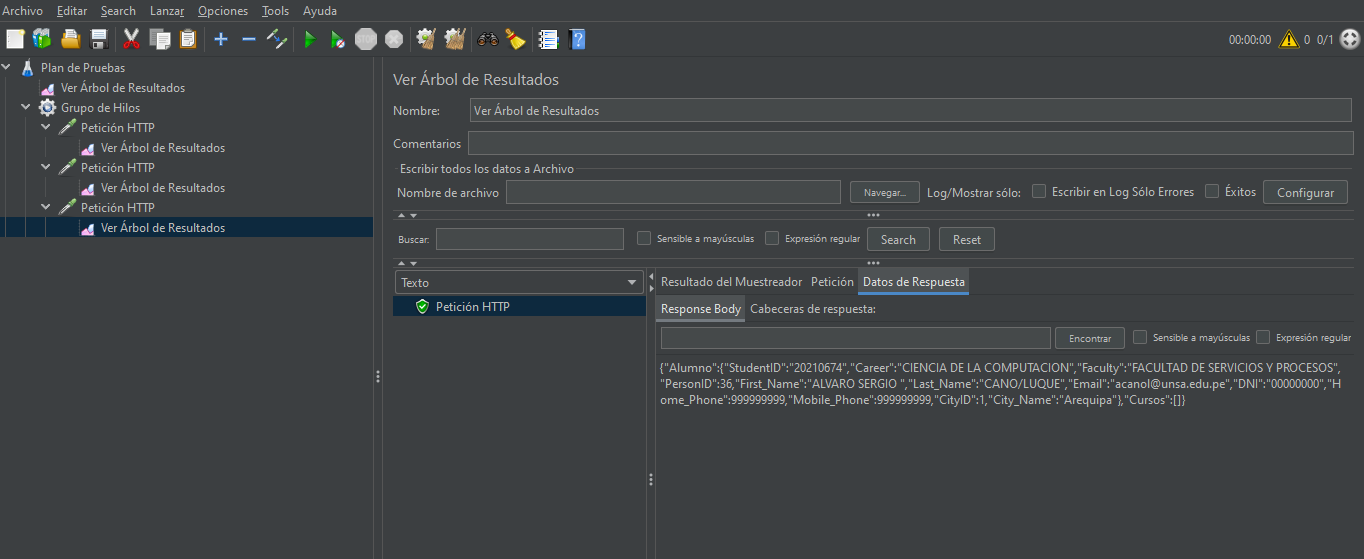 Archivo Editar Search Lanzar Opciones Tools Ayuda
STOP 00:00:00 0 0/1
Plan de Pruebas
Ver Árbol de Resultados
Grupo de Hilos
Petición HTTP
Ver Árbol de Resultados
Petición HTTP
Ver Árbol de Resultados
Petición HTTP
Ver Árbol de Resultados
Ver Árbol de Resultados
Nombre: Ver Árbol de Resultados
Comentarios
Escribir todos los datos a Archivo
Nombre de archivo Navegar... Log/Mostrar sólo: Escribir en Log Sólo Errores Éxitos Configurar
Buscar: Sensible a mayúsculas Expresión regular Search Reset
Texto
Petición HTTP
Resultado del Muestreador Petición Datos de Respuesta
Response Body Cabeceras de respuesta:
Encontrar Sensible a mayúsculas Expresión regular
{"Alumno":{"StudentID":"20210674","Career":"CIENCIA DE LA COMPUTACION","Faculty":"FACULTAD DE SERVICIOS Y PROCESOS",
"PersonID":36,"First_Name":"ALVARO SERGIO ","Last_Name":"CANO/LUQUE","Email":"acanol@unsa.edu.pe","DNI":"00000000","H
ome_Phone":999999999,"Mobile_Phone":999999999,"CityID":1,"City_Name":"Arequipa"},"Cursos":[]}